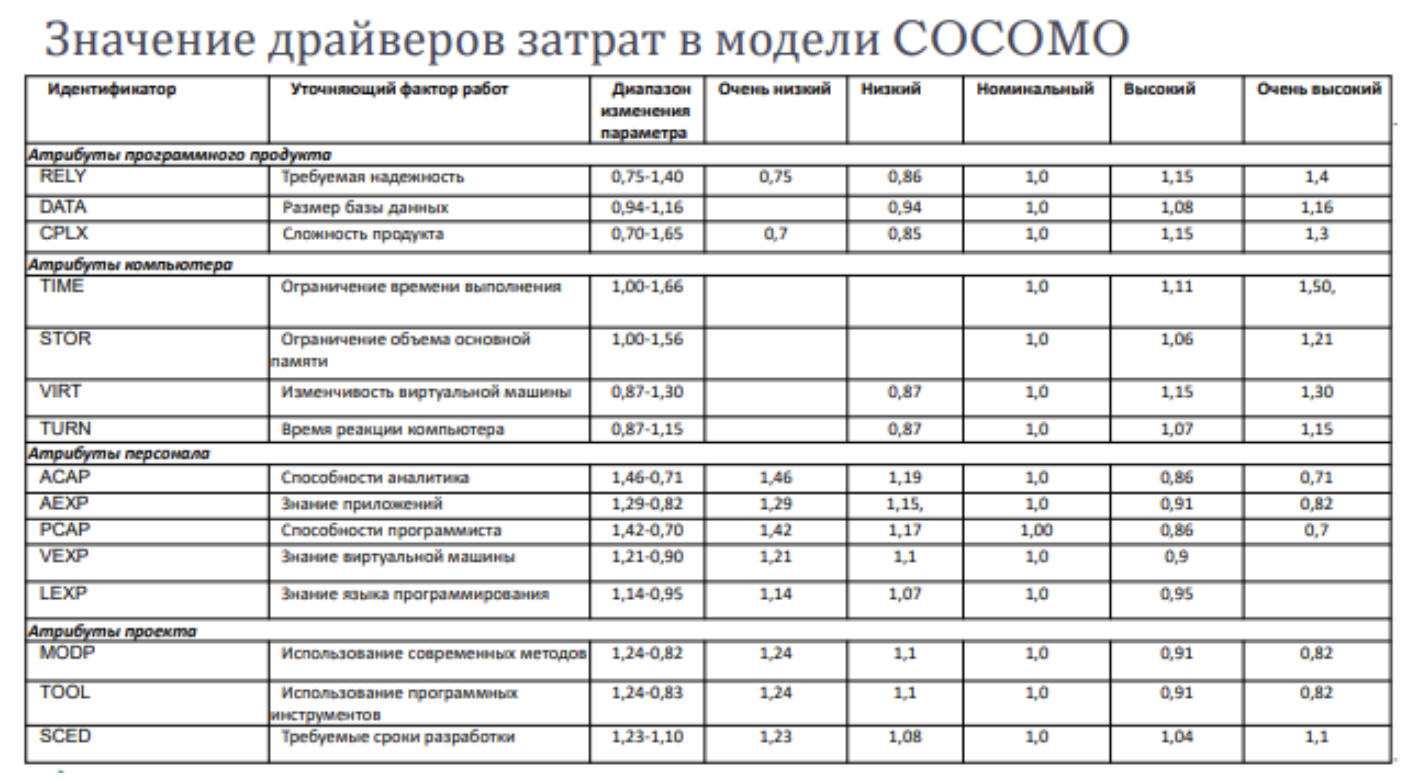 Значение драйверов затрат в модели COCOMO
Идентификатор Уточняющий фактор работ Диапазон изменения параметра Очень низкий Низкий Номинальный Высокий Очень высокий
Атрибуты программного продукта
RELY Требуемая надежность 0,75-1,40 0,75 0,86 1,0 1,15 1,4
DATA Размер базы данных 0,94-1,16 0,94 1,0 1,08 1,16
CPLX Сложность продукта 0,70-1,65 0,7 0,85 1,0 1,15 1,3
Атрибуты компьютера
TIME Ограничение времени выполнения 1,00-1,66 1,0 1,11 1,50,
STOR Ограничение объема основной памяти 1,00-1,56 1,0 1,06 1,21
VIRT Изменчивость виртуальной машины 0,87-1,30 0,87 1,0 1,15 1,30
TURN Время реакции компьютера 0,87-1,15 0,87 1,0 1,07 1,15
Атрибуты персонала
ACAP Способности аналитика 1,46-0,71 1,46 1,19 1,0 0,86 0,71
AEXP Знание приложений 1,29-0,82 1,29 1,15, 1,0 0,91 0,82
PCAP Способности программиста 1,42-0,70 1,42 1,17 1,00 0,86 0,7
VEXP Знание виртуальной машины 1,21-0,90 1,21 1,1 1,0 0,9
LEXP Знание языка программирования 1,14-0,95 1,14 1,07 1,0 0,95
Атрибуты проекта
MODP Использование современных методов 1,24-0,82 1,24 1,1 1,0 0,91 0,82
TOOL Использование программных инструментов 1,24-0,83 1,24 1,1 1,0 0,91 0,82
SCED Требуемые сроки разработки 1,23-1,10 1,23 1,08 1,0 1,04 1,1